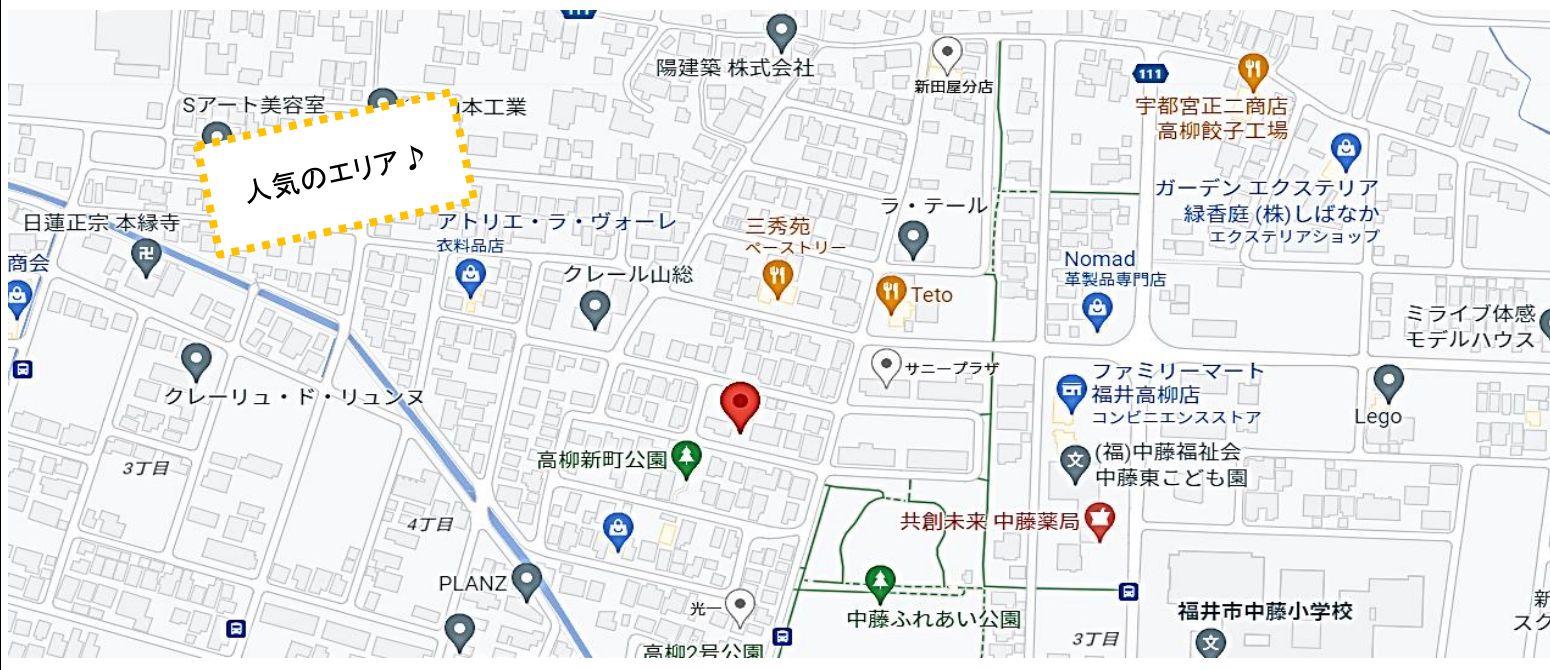 111
陽建築 株式会社
新田屋分店
111
宇都宮正二商店
高柳餃子工場
Sアート美容室
本工業
人気のエリア♪
ガーデン エクステリア
緑香庭 (株)しばなか
エクステリアショップ
日蓮正宗 本縁寺
アトリエ・ラ・ヴォーレ
衣料品店
三秀苑
ペーストリー
ラ・テール
商会
クレール山総
Teto
Nomad
革製品専門店
ミライブ体感
モデルハウス
サニープラザ
ファミリーマート
福井高柳店
コンビニエンスストア
クレーリュ・ド・リュンヌ
Lego
3丁目
高柳新町公園
(福)中藤福祉会
中藤東こども園
4丁目
共創未来 中藤薬局
PLANZ
光一
中藤ふれあい公園
福井市中藤小学校
3丁目
高柳2号公園
新
スク